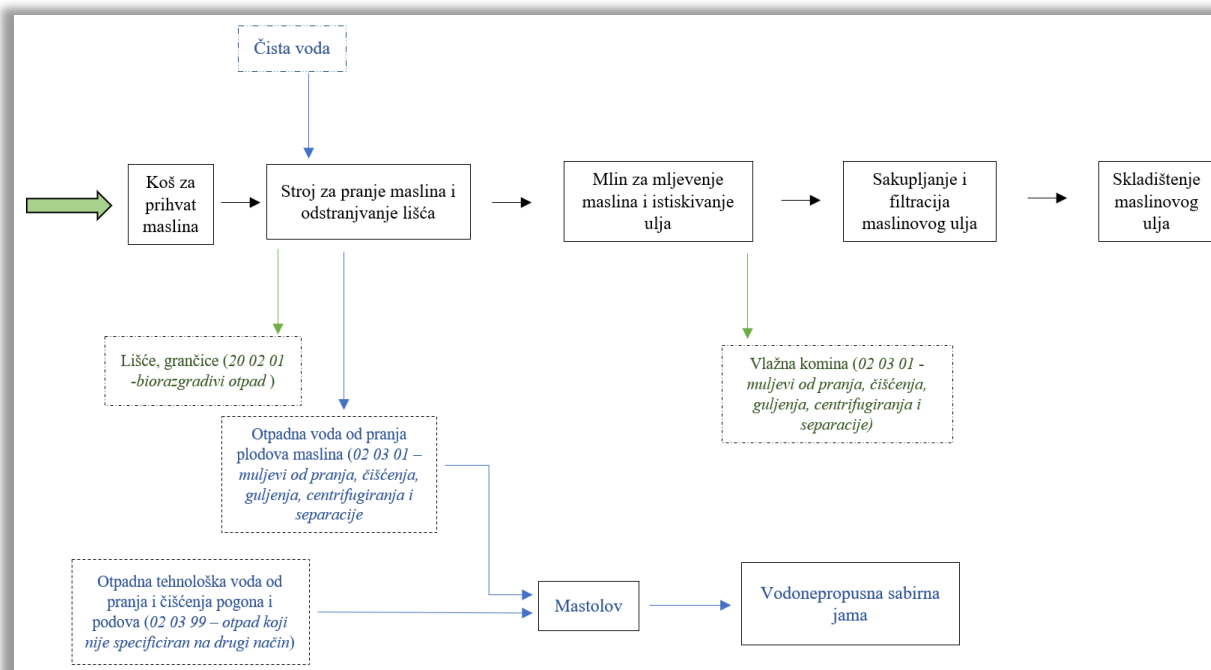 Čista voda
Koš za
prihvat
maslina
Stroj za pranje maslina i
odstranjvanje lišća
Mlin za mljevenje
maslina i istiskivanje
ulja
Sakupljanje i
filtracija
maslinovog ulja
Skladištenje
maslinovog
ulja
Lišće, grančice (20 02 01
-biorazgradivi otpad )
Vlažna komina (02 03 01 -
muljevi od pranja, čišćenja,
guljenja, centrifugiranja i
separacije)
Otpadna voda od pranja
plodova maslina (02 03 01 –
muljevi od pranja, čišćenja,
guljenja, centrifugiranja i
separacije
Otpadna tehnološka voda od
pranja i čišćenja pogona i
podova (02 03 99 – otpad koji
nije specificiran na drugi način)
Mastolov
Vodonepropusna sabirna
jama